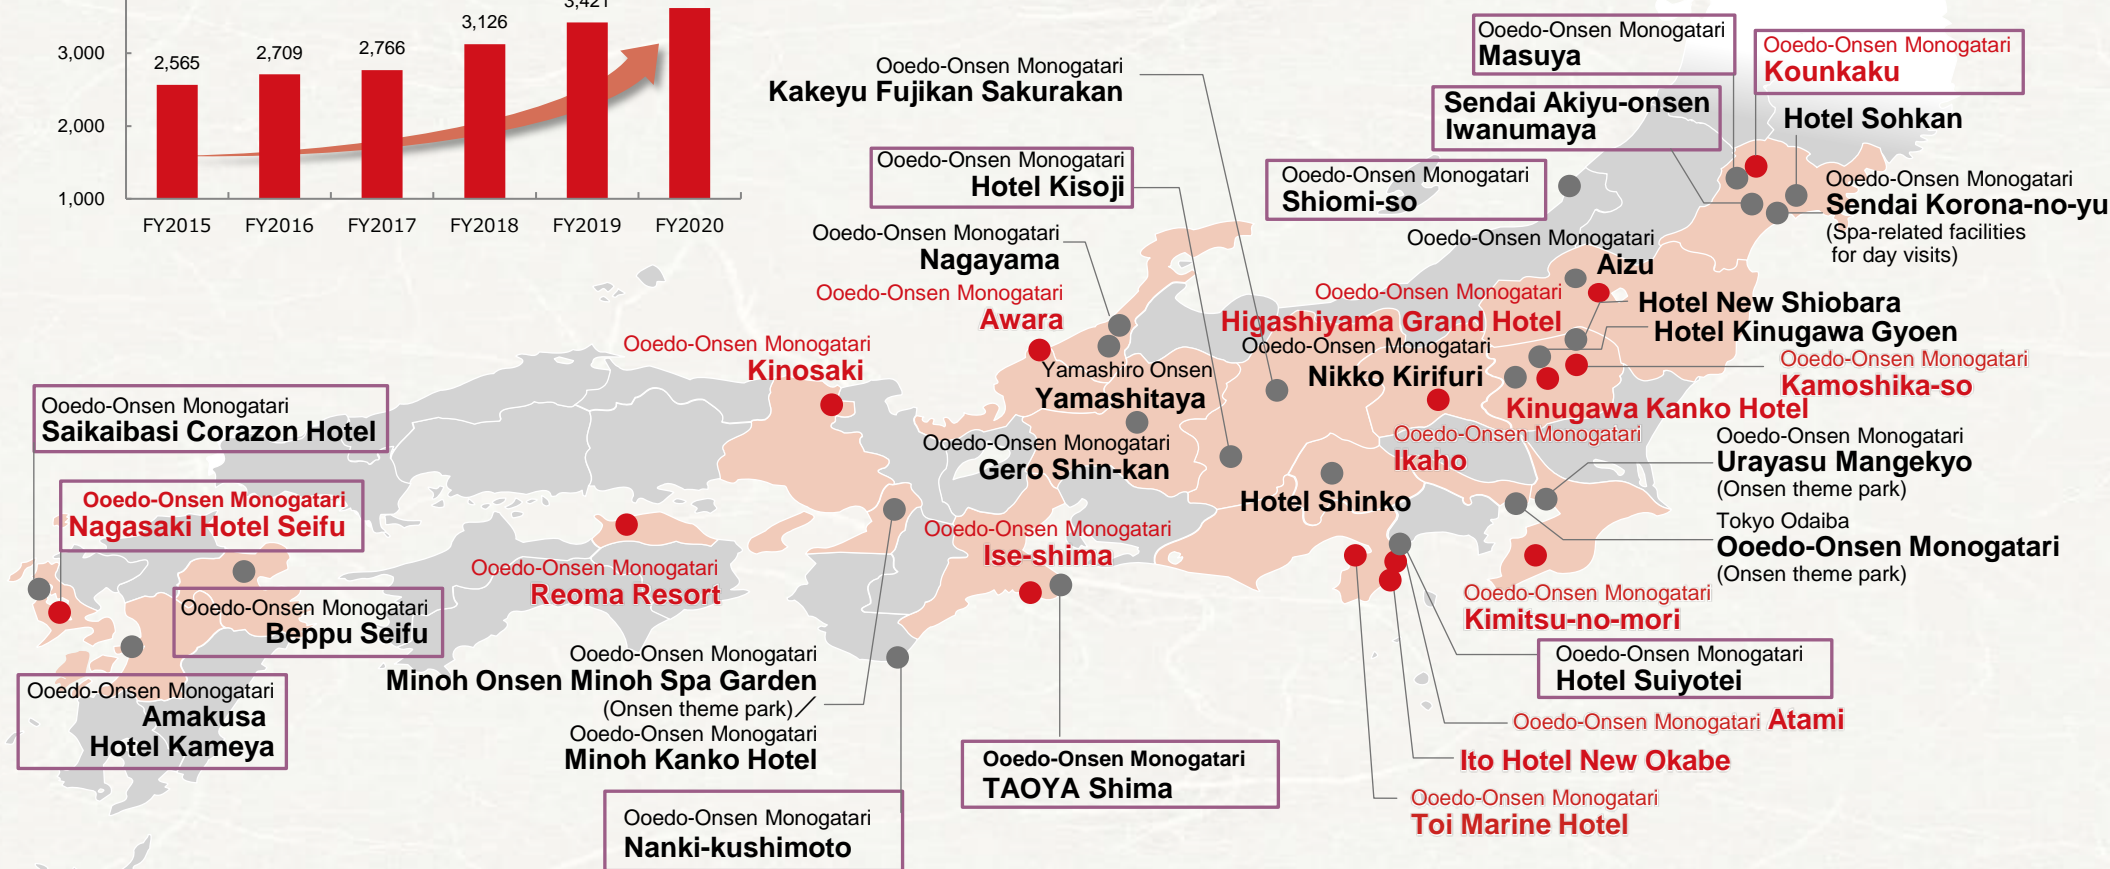 3,421
3,126
3,000
2,565
2,709
2,766
2,000
1,000
FY2015
FY2016
FY2017
FY2018
FY2019
FY2020
Ooedo-Onsen Monogatari
Kakeyu Fujikan Sakurakan
Ooedo-Onsen Monogatari
Masuya
Ooedo-Onsen Monogatari
Kounkaku
Sendai Akiyu-onsen
Iwanumaya
Hotel Sohkan
Ooedo-Onsen Monogatari
Hotel Kisoji
Ooedo-Onsen Monogatari
Shiomi-so
Ooedo-Onsen Monogatari
Sendai Korona-no-yu
(Spa-related facilities
for day visits)
Ooedo-Onsen Monogatari
Nagayama
Ooedo-Onsen Monogatari
Aizu
Ooedo-Onsen Monogatari
Awara
Ooedo-Onsen Monogatari
Higashiyama Grand Hotel
Hotel New Shiobara
Hotel Kinugawa Gyoen
Ooedo-Onsen Monogatari
Kinosaki
Yamashiro Onsen
Yamashitaya
Ooedo-Onsen Monogatari
Nikko Kirifuri
Ooedo-Onsen Monogatari
Kamoshika-so
Kinugawa Kanko Hotel
Ooedo-Onsen Monogatari
Saikaibasi Corazon Hotel
Ooedo-Onsen Monogatari
Gero Shin-kan
Ooedo-Onsen Monogatari
Ikaho
Ooedo-Onsen Monogatari
Urayasu Mangekyo
(Onsen theme park)
Ooedo-Onsen Monogatari
Nagasaki Hotel Seifu
Hotel Shinko
Tokyo Odaiba
Ooedo-Onsen Monogatari
(Onsen theme park)
Ooedo-Onsen Monogatari
Ise-shima
Ooedo-Onsen Monogatari
Reoma Resort
Ooedo-Onsen Monogatari
Kimitsu-no-mori
Ooedo-Onsen Monogatari
Beppu Seifu
Ooedo-Onsen Monogatari
Minoh Onsen Minoh Spa Garden
(Onsen theme park)／
Ooedo-Onsen Monogatari
Minoh Kanko Hotel
Ooedo-Onsen Monogatari
Hotel Suiyotei
Ooedo-Onsen Monogatari
Amakusa
Hotel Kameya
Ooedo-Onsen Monogatari Atami
Ooedo-Onsen Monogatari
TAOYA Shima
Ito Hotel New Okabe
Ooedo-Onsen Monogatari
Toi Marine Hotel
Ooedo-Onsen Monogatari
Nanki-kushimoto